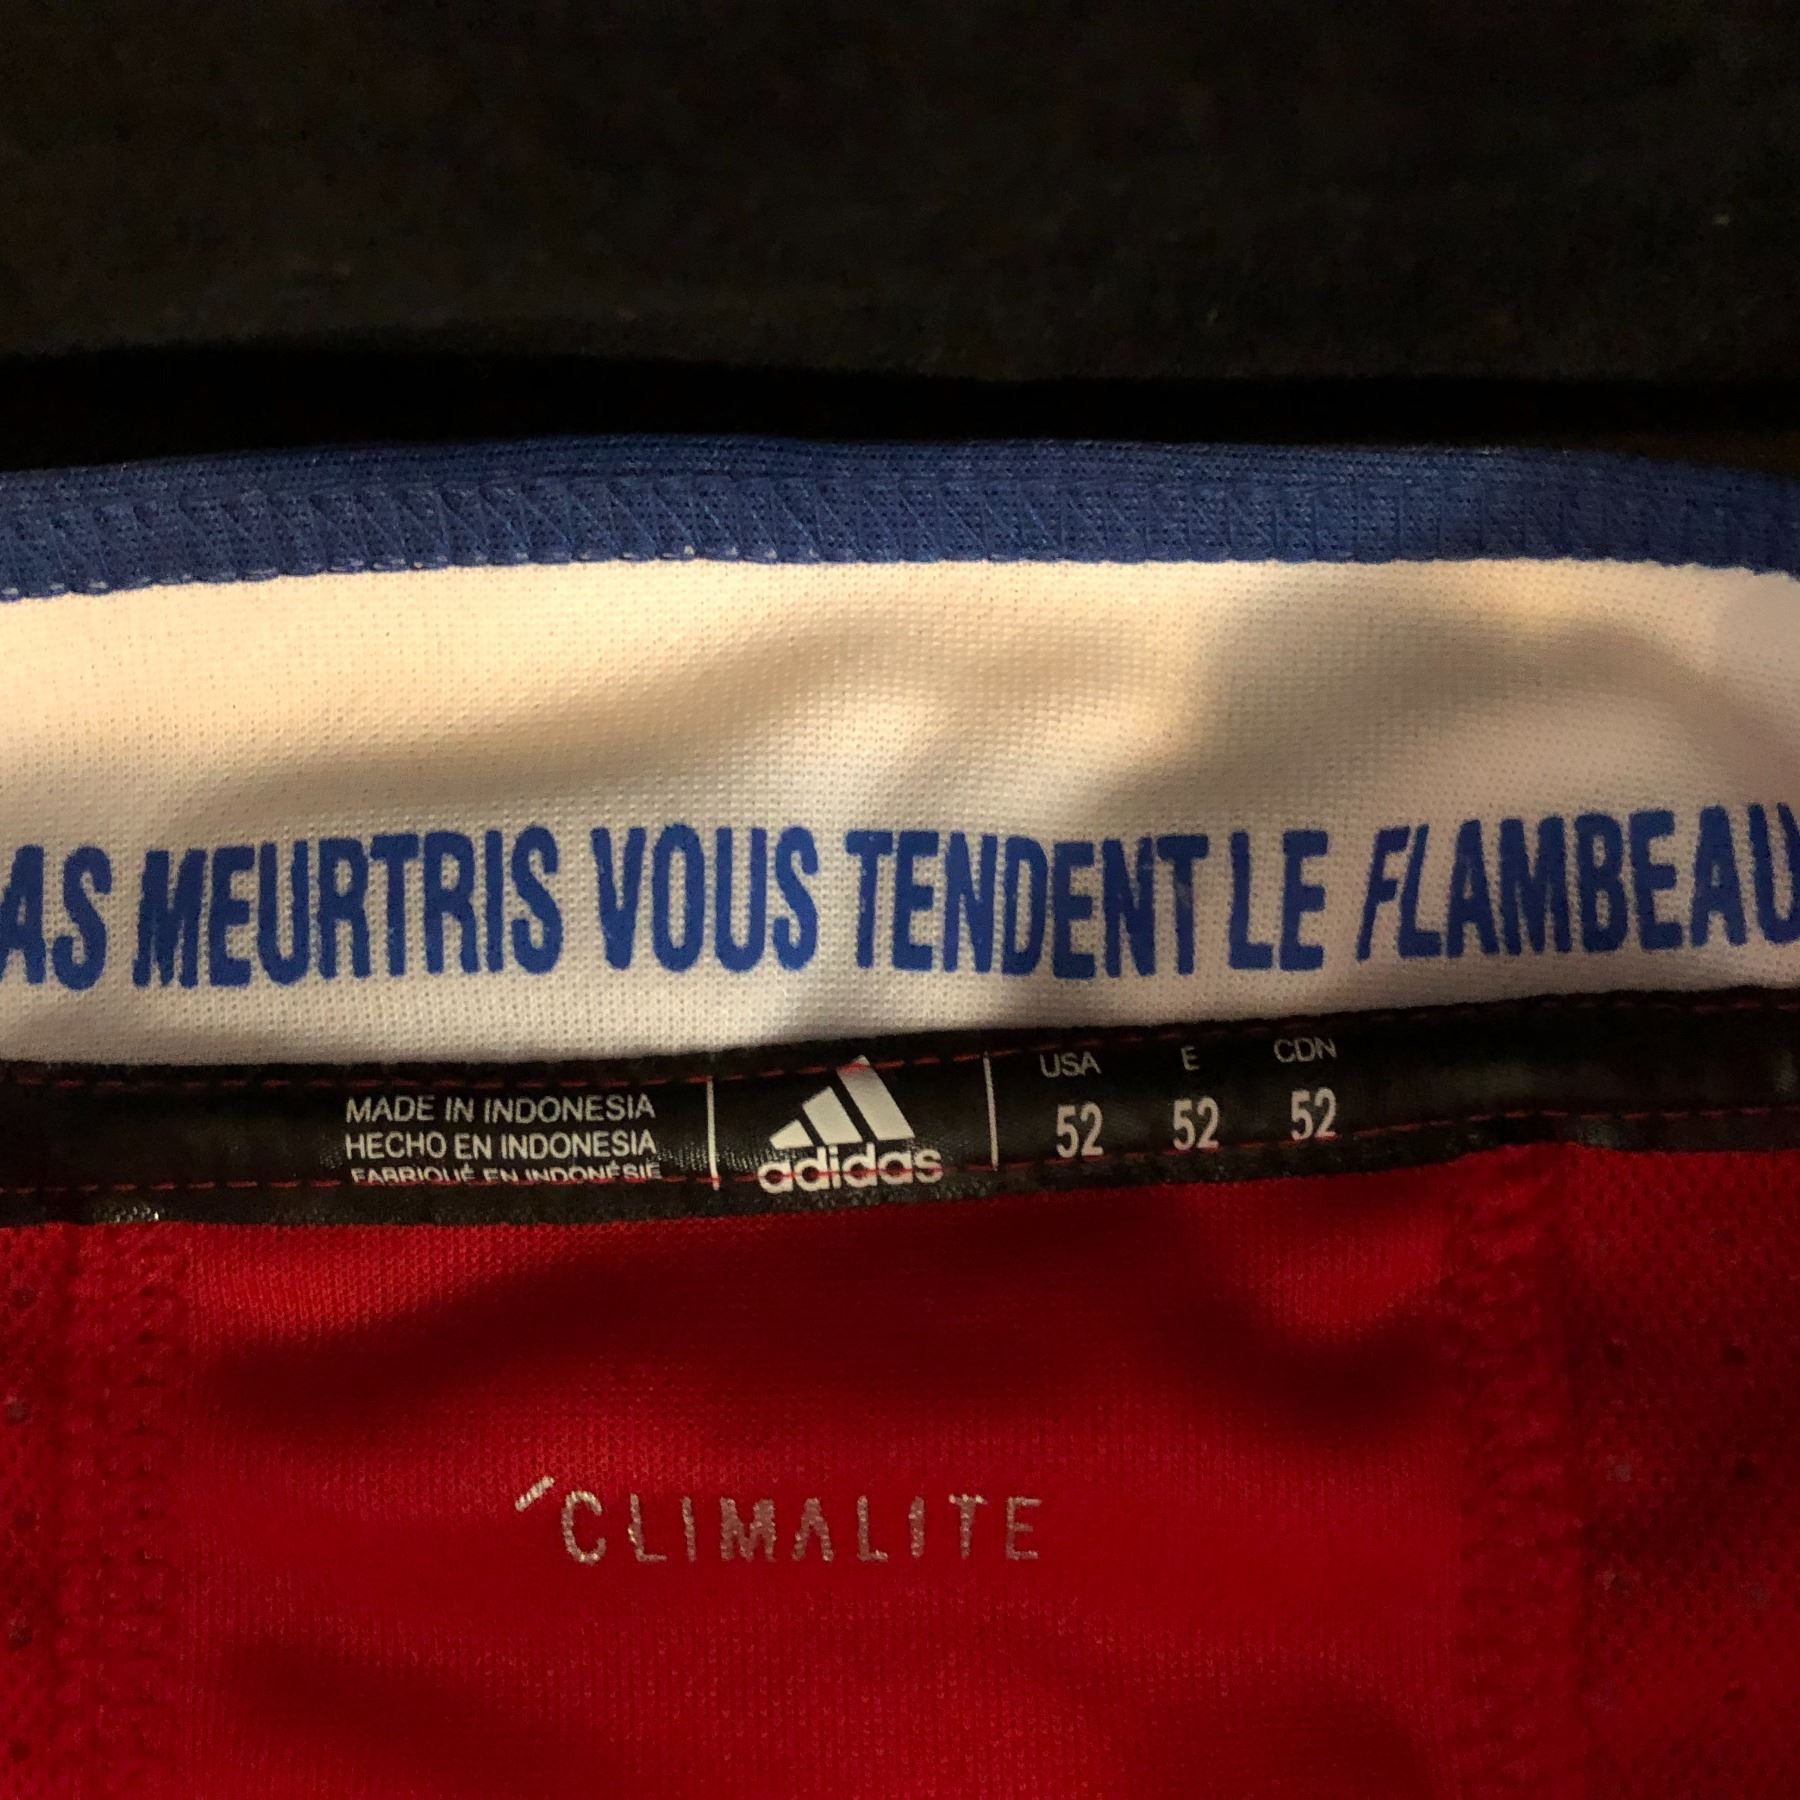 AS MEURTRIS VOUS TENDENT LE FLAMBEAU
MADE IN INDONESIA
HECHO EN INDONESIA
FABRIQUÉ EN INDONÉSIE
adidas
USA E CDN
52 52 52
CLIMALITE